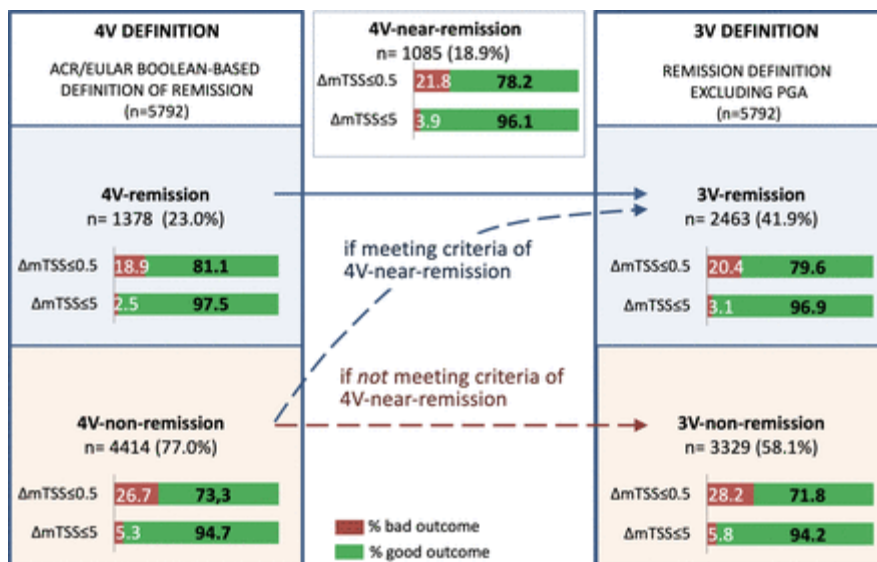 4V DEFINITION
ACR/EULAR BOOLEAN-BASED
DEFINITION OF REMISSION
(n=5792)
4V-near-remission
n= 1085 (18.9%)
ΔmTSS≤0.5 21.8 78.2
ΔmTSS≤5 3.9 96.1
3V DEFINITION
REMISSION DEFINITION
EXCLUDING PGA
(n=5792)
4V-remission
n= 1378 (23.0%)
ΔmTSS≤0.5 18.9 81.1
ΔmTSS≤5 2.5 97.5
if meeting criteria of
4V-near-remission
3V-remission
n= 2463 (41.9%)
ΔmTSS≤0.5 20.4 79.6
ΔmTSS≤5 3.1 96.9
if not meeting criteria of
4V-near-remission
4V-non-remission
n= 4414 (77.0%)
ΔmTSS≤0.5 26.7 73,3
ΔmTSS≤5 5.3 94.7
3V-non-remission
n= 3329 (58.1%)
ΔmTSS≤0.5 28.2 71.8
ΔmTSS≤5 5.8 94.2
% bad outcome
% good outcome